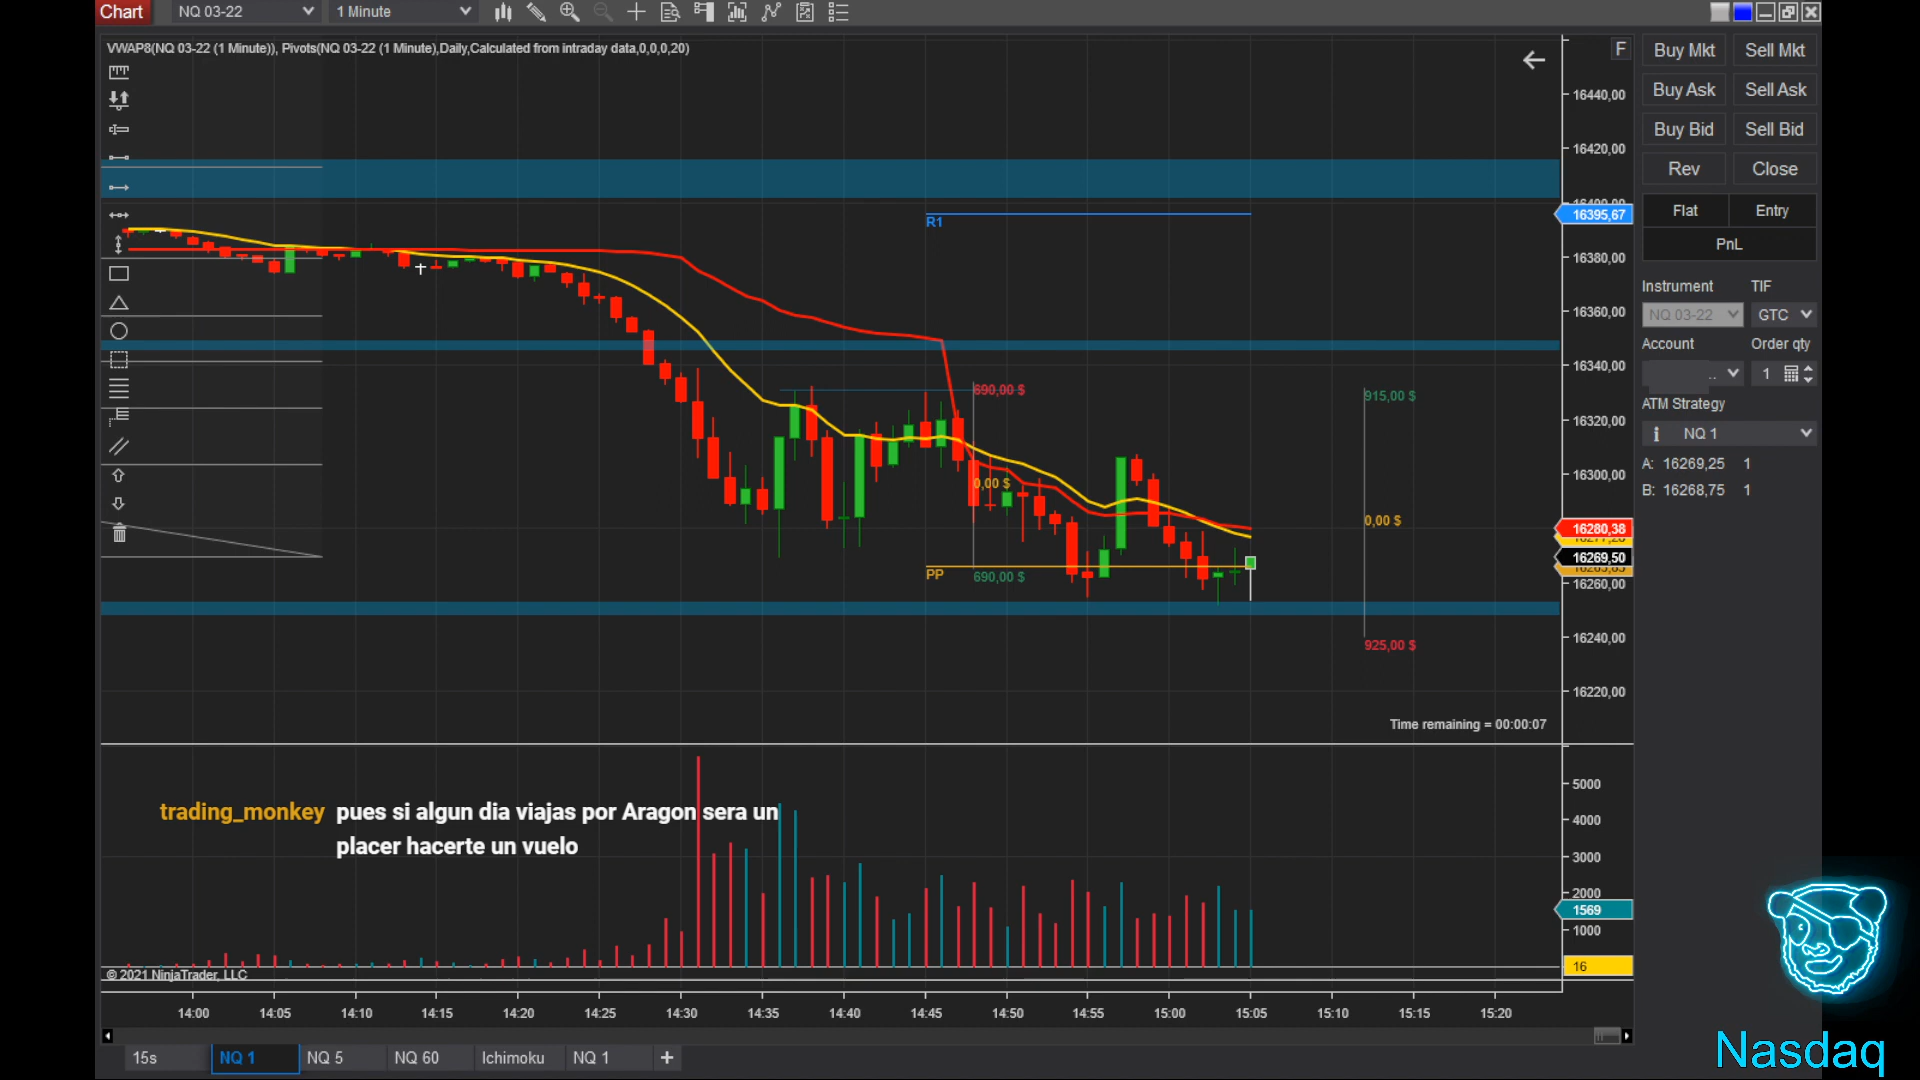 Chart NQ 03-22 1 Minute
VWAP8(NQ 03-22 (1 Minute)), Pivots(NQ 03-22 (1 Minute),Daily,Calculated from intraday data,0,0,0,20)
F
Buy Mkt Sell Mkt
Buy Ask Sell Ask
Buy Bid Sell Bid
Rev Close
Flat Entry
PnL
Instrument TIF
NQ 03-22 GTC
Account Order qty
.. 1
ATM Strategy
NQ 1
A: 16269,25 1
B: 16268,75 1
16440,00
16420,00
16395,67
16380,00
16360,00
16340,00
16320,00
16300,00
16280,38
16269,50
16260,00
16240,00
16220,00
R1
690,00 $
915,00 $
0,00 $
0,00 $
PP
690,00 $
925,00 $
Time remaining = 00:00:07
trading_monkey pues si algun dia viajas por Aragon sera un
placer hacerte un vuelo
5000
4000
3000
2000
1569
1000
16
© 2021 NinjaTrader, LLC
14:00 14:05 14:10 14:15 14:20 14:25 14:30 14:35 14:40 14:45 14:50 14:55 15:00 15:05 15:10 15:15 15:20
15s NQ 1 NQ 5 NQ 60 Ichimoku NQ 1 +
Nasdaq